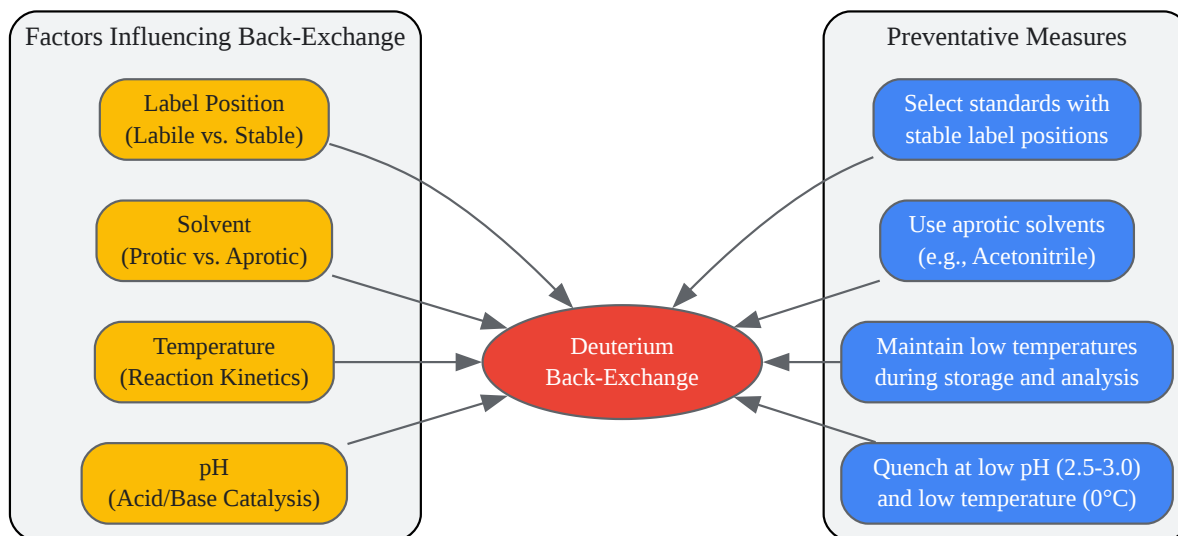 Factors Influencing Back-Exchange
Label Position
(Labile vs. Stable)
Solvent
(Protic vs. Aprotic)
Temperature
(Reaction Kinetics)
pH
(Acid/Base Catalysis)
Deuterium
Back-Exchange
Preventative Measures
Select standards with
stable label positions
Use aprotic solvents
(e.g., Acetonitrile)
Maintain low temperatures
during storage and analysis
Quench at low pH (2.5-3.0)
and low temperature (0°C)